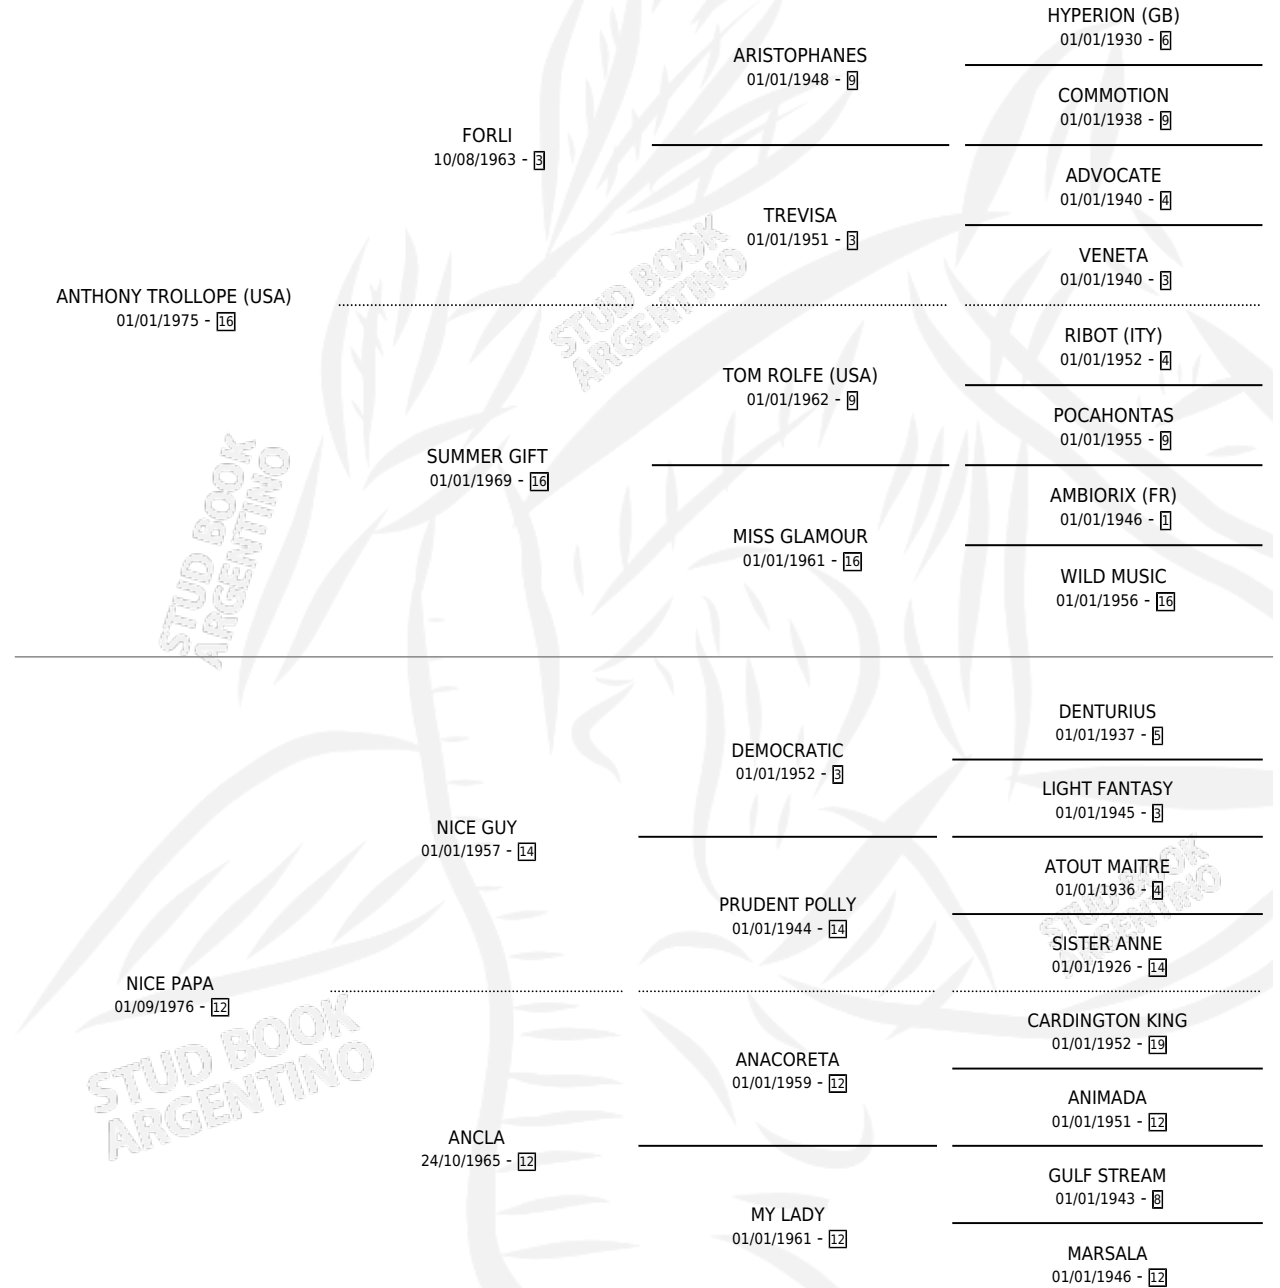 HYPERION (GB)
01/01/1930 - 6
ARISTOPHANES
01/01/1948 - 9
COMMOTION
01/01/1938 - 9
FORLI
10/08/1963 - 3
ADVOCATE
01/01/1940 - 4
TREVISA
01/01/1951 - 3
VENETA
01/01/1940 - 3
ANTHONY TROLLOPE (USA)
01/01/1975 - 16
STUD BOOK
ARGENTINO
RIBOT (ITY)
01/01/1952 - 4
TOM ROLFE (USA)
01/01/1962 - 9
POCAHONTAS
01/01/1955 - 9
SUMMER GIFT
01/01/1969 - 16
AMBIORIX (FR)
01/01/1946 - 1
MISS GLAMOUR
01/01/1961 - 16
WILD MUSIC
01/01/1956 - 16
STUD BOOK
ARGENTINO
DENTURIUS
01/01/1937 - 5
DEMOCRATIC
01/01/1952 - 3
LIGHT FANTASY
01/01/1945 - 3
NICE GUY
01/01/1957 - 14
ATOUT MAITRE
01/01/1936 - 4
PRUDENT POLLY
01/01/1944 - 14
STUD BOOK
ARGENTINO
SISTER ANNE
01/01/1926 - 14
NICE PAPA
01/09/1976 - 12
CARDINGTON KING
01/01/1952 - 19
ANACORETA
01/01/1959 - 12
STUD BOOK
ARGENTINO
ANIMADA
01/01/1951 - 12
ANCLA
24/10/1965 - 12
GULF STREAM
01/01/1943 - 8
MY LADY
01/01/1961 - 12
MARSALA
01/01/1946 - 12